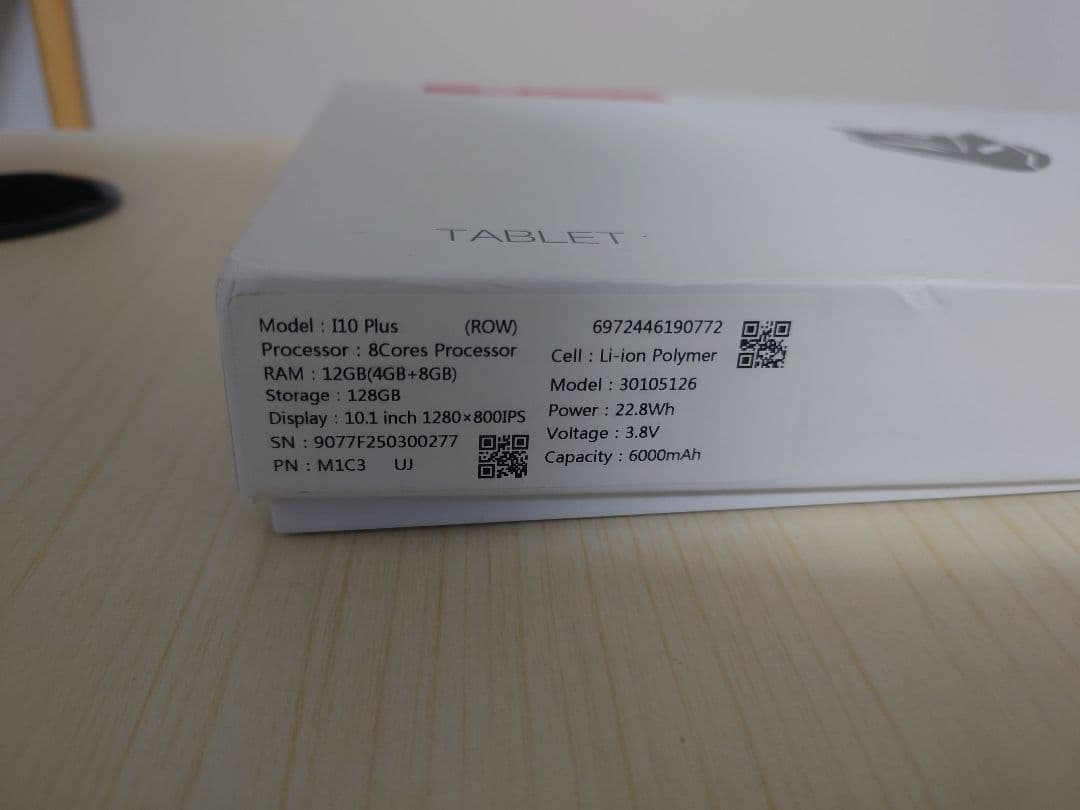 TABLET
Model : I10 Plus (ROW)
Processor : 8Cores Processor
RAM : 12GB(4GB+8GB)
Storage : 128GB
Display : 10.1 inch 1280×800IPS
SN : 9077F250300277
PN : M1C3 UJ
6972446190772
Cell : Li-ion Polymer
Model : 30105126
Power : 22.8Wh
Voltage : 3.8V
Capacity : 6000mAh